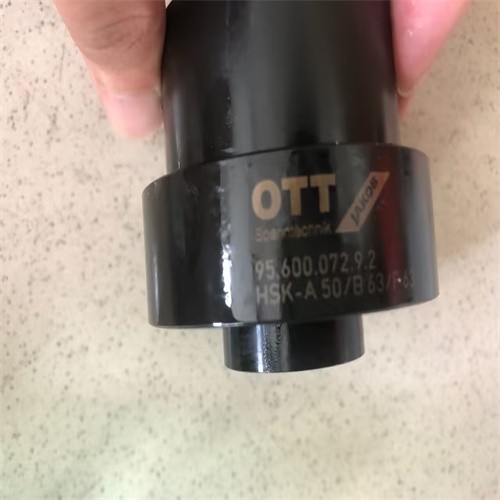 OTT
JAKOB
Spanntechnik
95.600.072.9.2
HSK-A 50/B 63/F 63